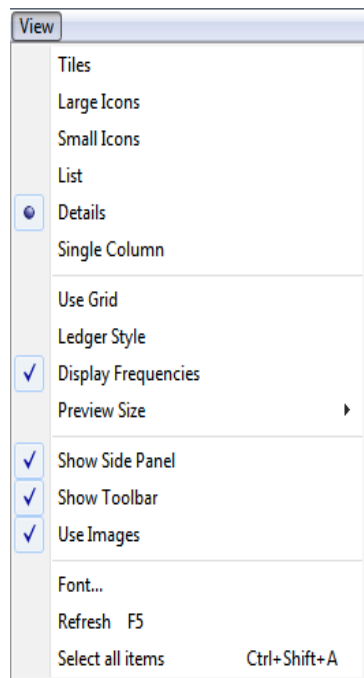 View
Tiles
Large Icons
Small Icons
List
Details
Single Column
Use Grid
Ledger Style
Display Frequencies
Preview Size
Show Side Panel
Show Toolbar
Use Images
Font...
Refresh F5
Select all items Ctrl+Shift+A